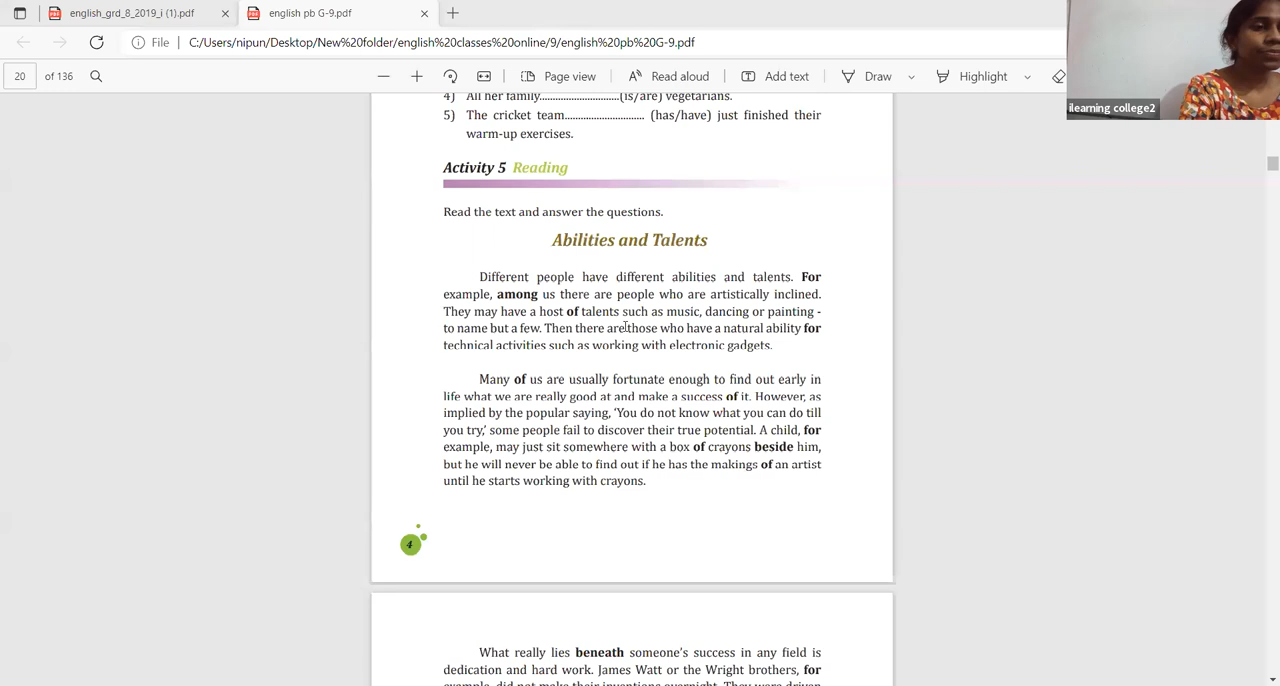 english_grd_8_2019_i (1).pdf
english pb G-9.pdf
File
C:/Users/nipun/Desktop/New%20folder/english%20classes%20online/9/english%20pb%20G-9.pdf
20 of 136
Page view
Read aloud
Add text
Draw
Highlight
ilearning college2
4) All her family..............................(is/are) vegetarians.
5) The cricket team............................. (has/have) just finished their
warm-up exercises.
Activity 5 Reading
Read the text and answer the questions.
Abilities and Talents
Different people have different abilities and talents. For
example, among us there are people who are artistically inclined.
They may have a host of talents such as music, dancing or painting -
to name but a few. Then there are those who have a natural ability for
technical activities such as working with electronic gadgets.
Many of us are usually fortunate enough to find out early in
life what we are really good at and make a success of it. However, as
implied by the popular saying, ‘You do not know what you can do till
you try,’ some people fail to discover their true potential. A child, for
example, may just sit somewhere with a box of crayons beside him,
but he will never be able to find out if he has the makings of an artist
until he starts working with crayons.
4
What really lies beneath someone’s success in any field is
dedication and hard work. James Watt or the Wright brothers, for
example, did not make their inventions overnight. They were driven